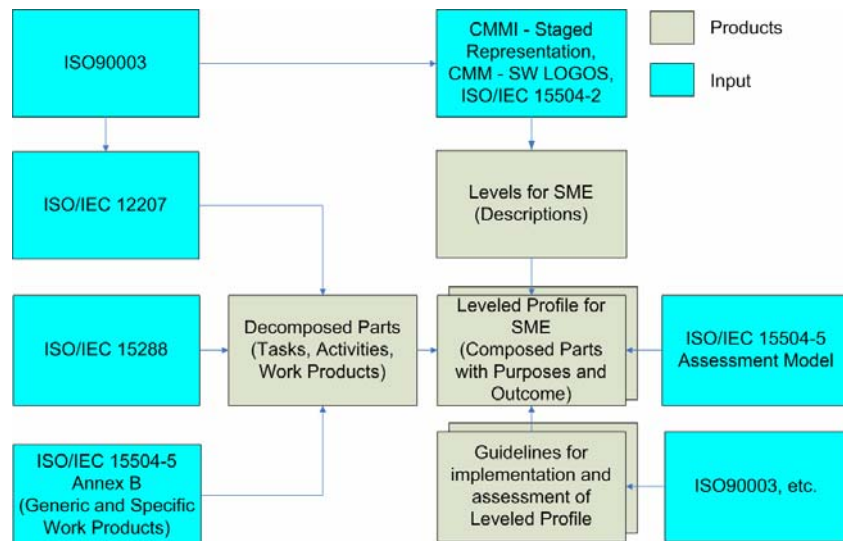 ISO90003
CMMI - Staged
Representation,
CMM - SW LOGOS,
ISO/IEC 15504-2
Products
Input
ISO/IEC 12207
Levels for SME
(Descriptions)
ISO/IEC 15288
Decomposed Parts
(Tasks, Activities,
Work Products)
Leveled Profile for
SME
(Composed Parts
with Purposes and
Outcome)
ISO/IEC 15504-5
Assessment Model
ISO/IEC 15504-5
Annex B
(Generic and Specific
Work Products)
Guidelines for
implementation and
assessment of
Leveled Profile
ISO90003, etc.